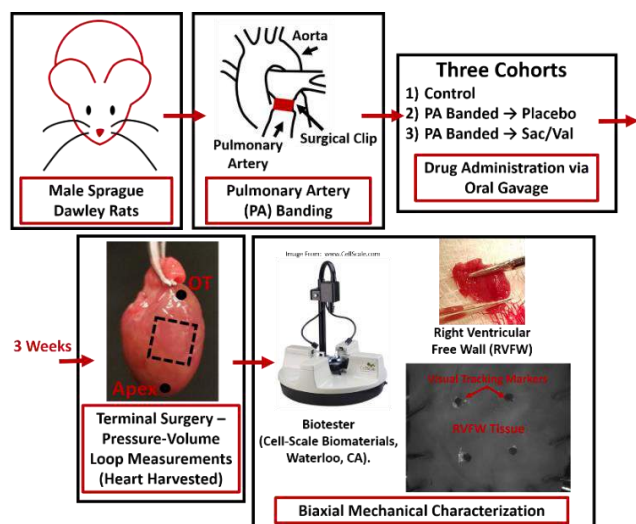 Male Sprague
Dawley Rats
Aorta
Surgical Clip
Pulmonary
Artery
Pulmonary Artery
(PA) Banding
Three Cohorts
1) Control
2) PA Banded → Placebo
3) PA Banded → Sac/Val
Drug Administration via
Oral Gavage
3 Weeks
OT
Apex
Terminal Surgery –
Pressure-Volume
Loop Measurements
(Heart Harvested)
Image From: www.CellScale.com
Biotester
(Cell-Scale Biomaterials,
Waterloo, CA).
Right Ventricular
Free Wall (RVFW)
Visual Tracking Markers
RVFW Tissue
Biaxial Mechanical Characterization